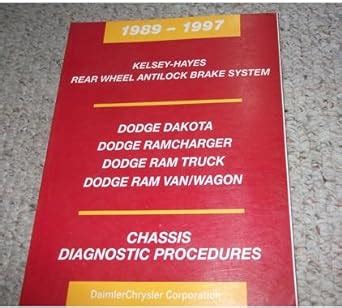 1989 - 1997
KELSEY-HAYES
REAR WHEEL ANTILOCK BRAKE SYSTEM
DODGE DAKOTA
DODGE RAMCHARGER
DODGE RAM TRUCK
DODGE RAM VAN/WAGON
CHASSIS
DIAGNOSTIC PROCEDURES
DaimlerChrysler Corporation